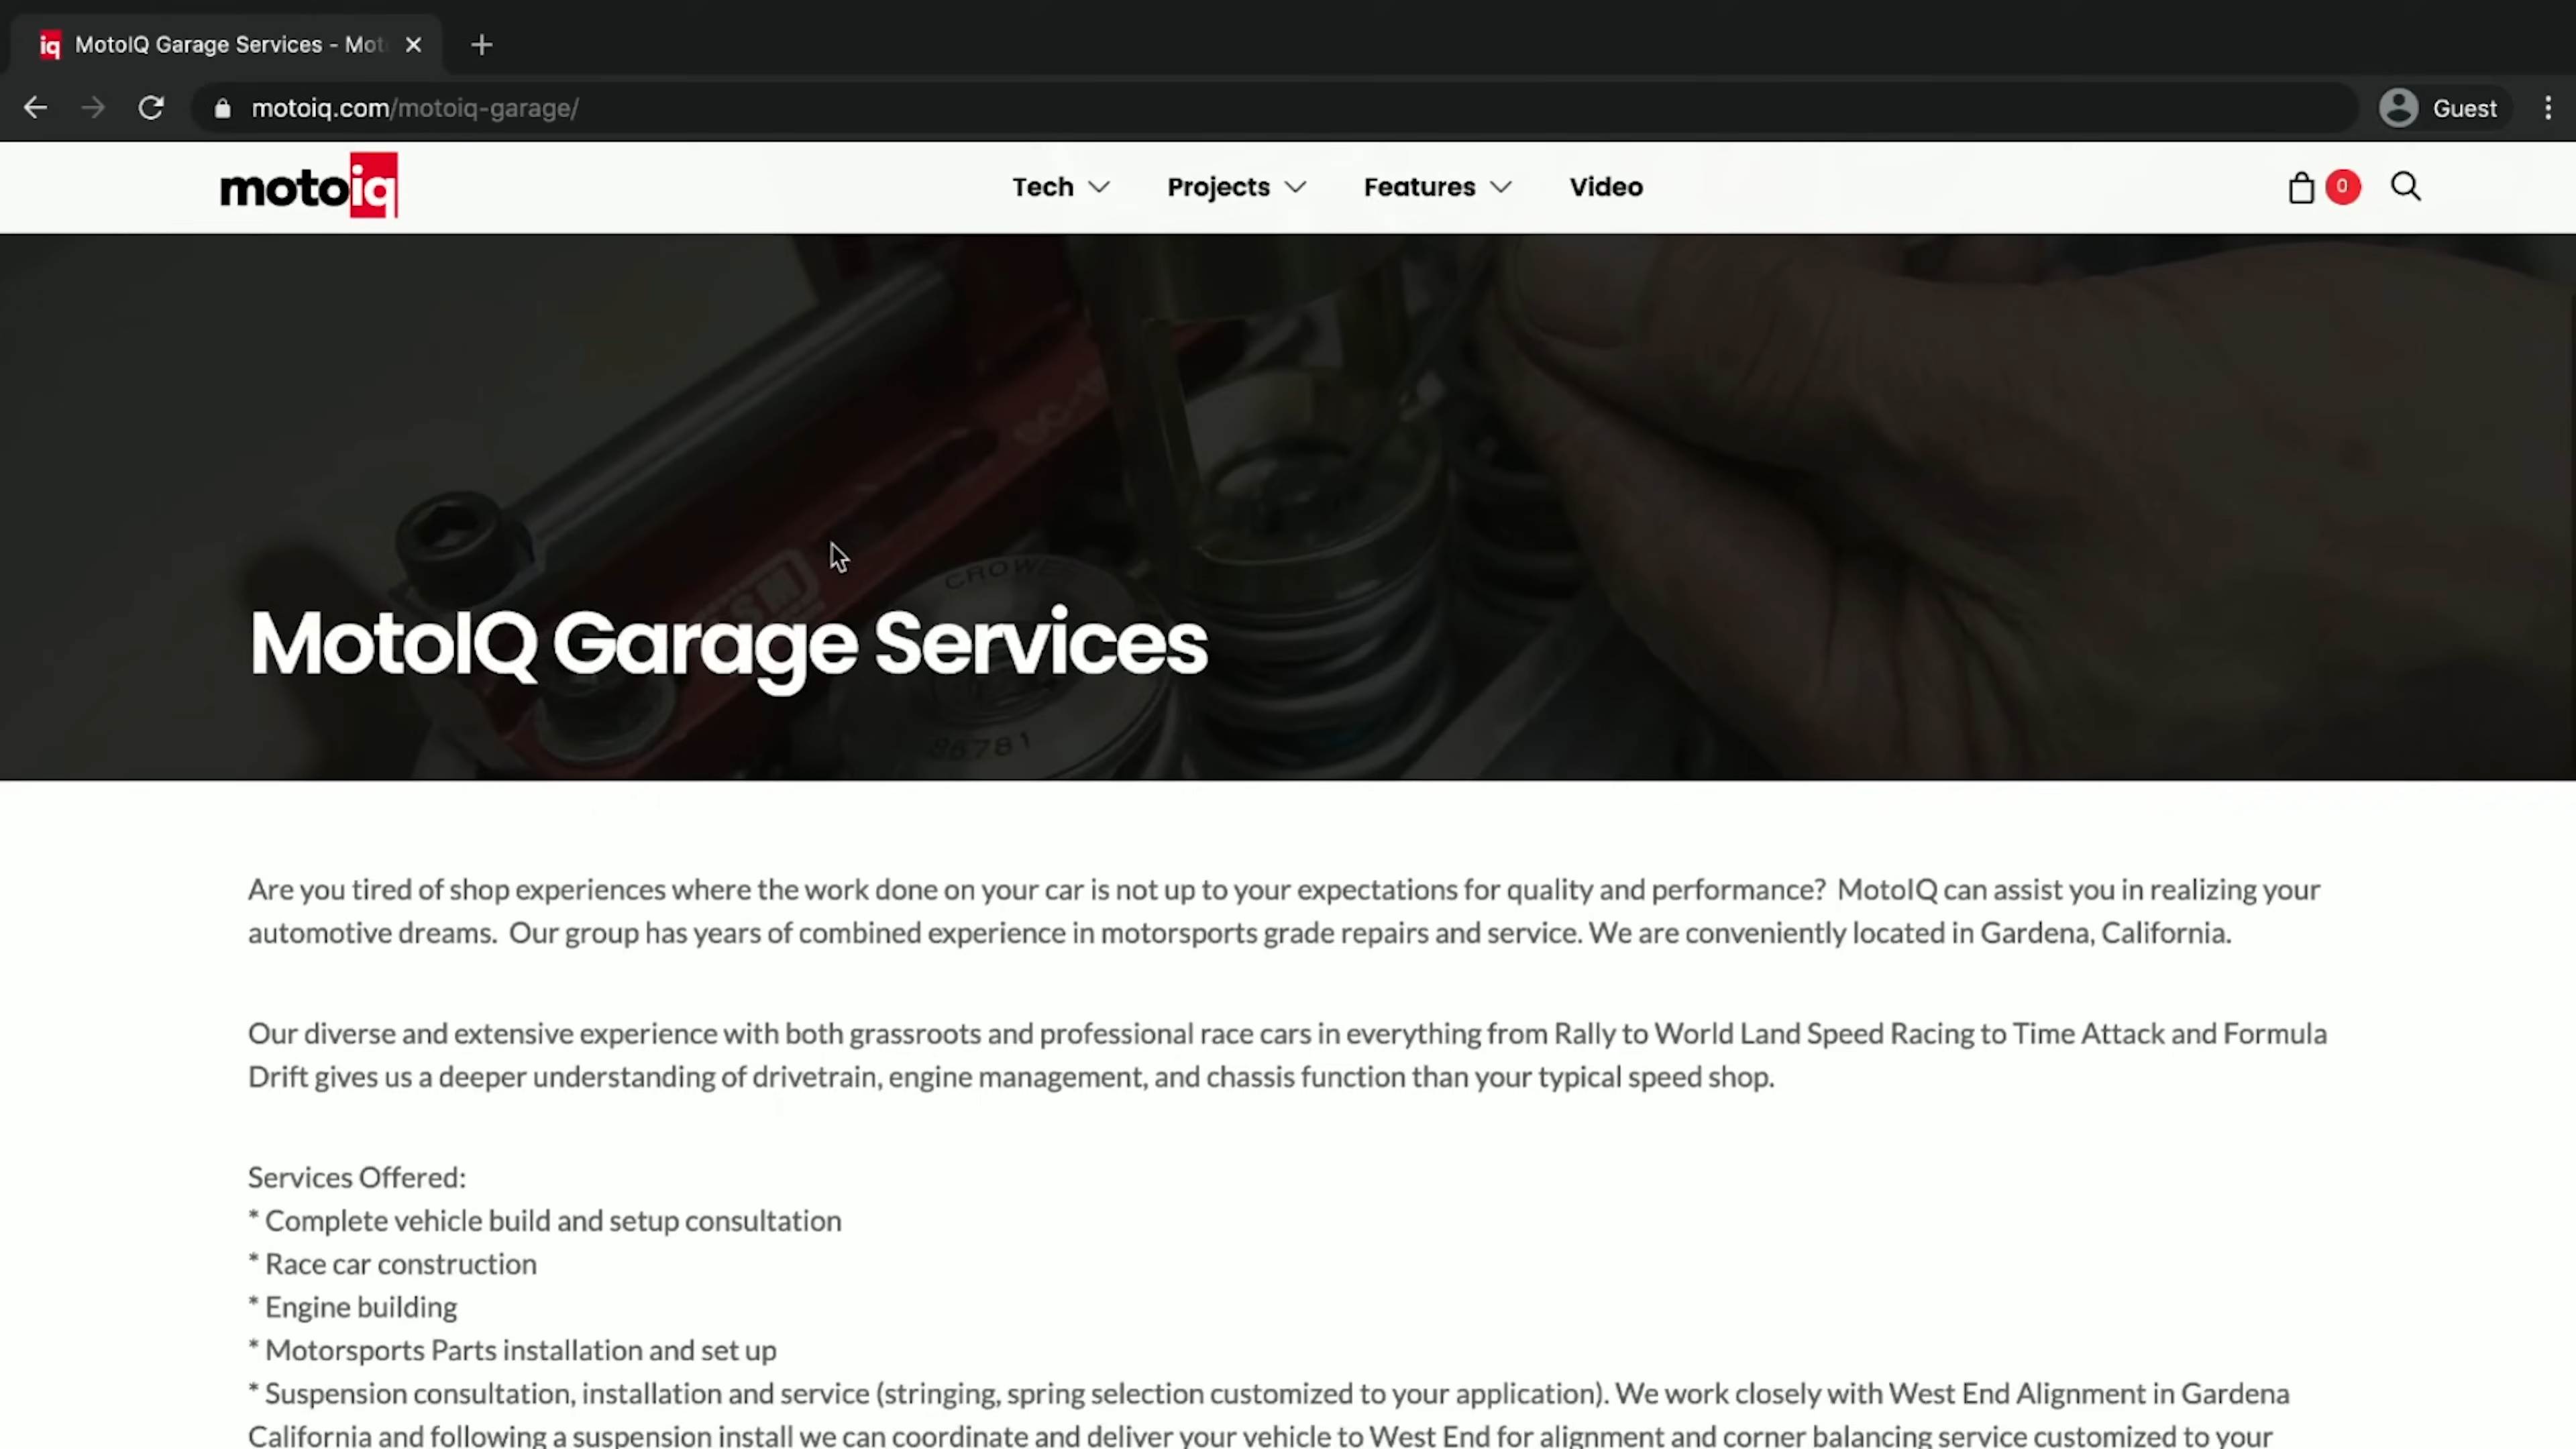 iq MotoIQ Garage Services - Mot
motoiq.com/motoiq-garage/
Guest
motoiq
Tech
Projects
Features
Video
0
CROWE
86781
MotoIQ Garage Services
Are you tired of shop experiences where the work done on your car is not up to your expectations for quality and performance? MotoIQ can assist you in realizing your
automotive dreams. Our group has years of combined experience in motorsports grade repairs and service. We are conveniently located in Gardena, California.
Our diverse and extensive experience with both grassroots and professional race cars in everything from Rally to World Land Speed Racing to Time Attack and Formula
Drift gives us a deeper understanding of drivetrain, engine management, and chassis function than your typical speed shop.
Services Offered:
* Complete vehicle build and setup consultation
* Race car construction
* Engine building
* Motorsports Parts installation and set up
* Suspension consultation, installation and service (stringing, spring selection customized to your application). We work closely with West End Alignment in Gardena
California and following a suspension install we can coordinate and deliver your vehicle to West End for alignment and corner balancing service customized to your